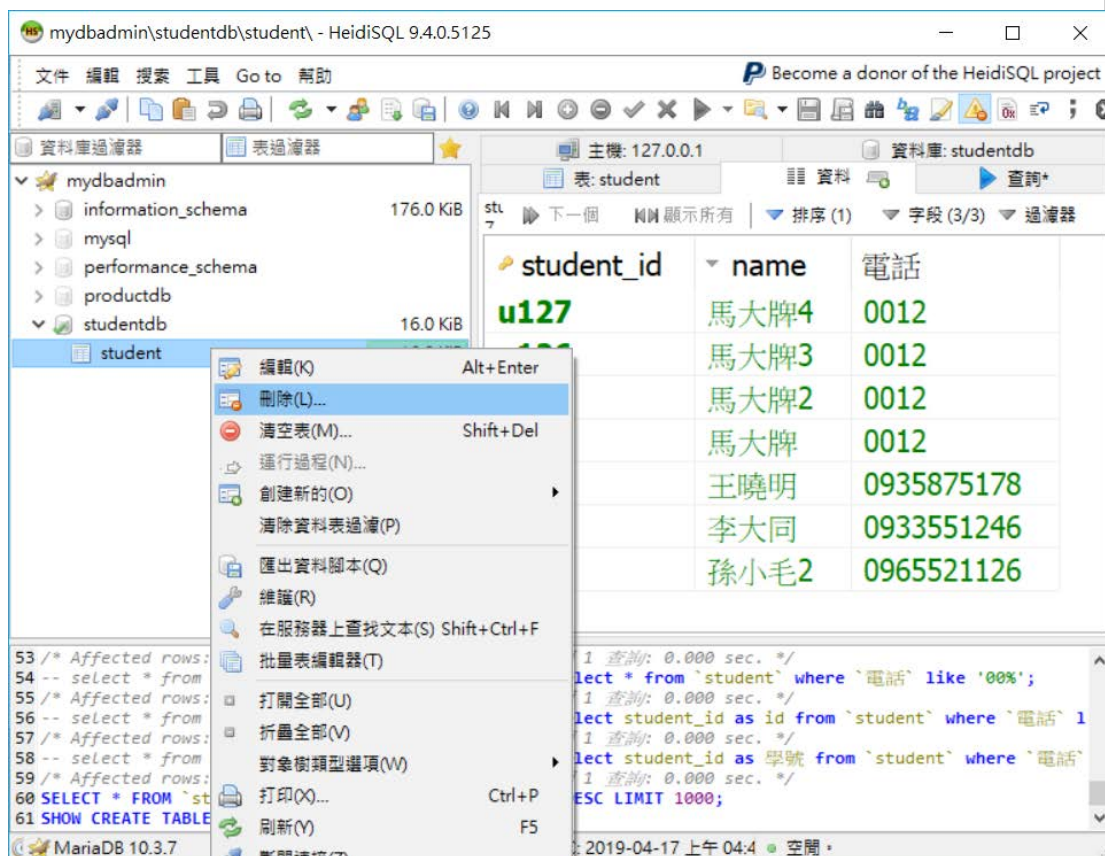 mydbadmin\studentdb\student\ - HeidiSQL 9.4.0.5125
文件 編輯 搜索 工具 Go to 幫助
Become a donor of the HeidiSQL project
資料庫過濾器 表過濾器
主機: 127.0.0.1 資料庫: studentdb
表: student 資料 查詢*
下一個 顯示所有 排序 (1) 字段 (3/3) 過濾器
mydbadmin
information_schema 176.0 KiB
mysql
performance_schema
productdb
studentdb 16.0 KiB
student
student_id name 電話
u127 馬大牌4 0012
馬大牌3 0012
馬大牌2 0012
馬大牌 0012
王曉明 0935875178
李大同 0933551246
孫小毛2 0965521126
編輯(K) Alt+Enter
刪除(L)...
清空表(M)... Shift+Del
運行過程(N)...
創建新的(O)
清除資料表過濾(P)
匯出資料腳本(Q)
維護(R)
在服務器上查找文本(S) Shift+Ctrl+F
批量表編輯器(T)
打開全部(U)
折疊全部(V)
對象樹類型選項(W)
打印(X)... Ctrl+P
刷新(Y) F5
53 /* Affected rows: 1 查詢: 0.000 sec. */
54 -- select * from lect * from `student` where `電話` like '00%';
55 /* Affected rows: 1 查詢: 0.000 sec. */
56 -- select * from lect student_id as id from `student` where `電話` l
57 /* Affected rows: 1 查詢: 0.000 sec. */
58 -- select * from lect student_id as 學號 from `student` where `電話`
59 /* Affected rows: 1 查詢: 0.000 sec. */
60 SELECT * FROM `st ESC LIMIT 1000;
61 SHOW CREATE TABLE
MariaDB 10.3.7 : 2019-04-17 上午 04:4 空閒。